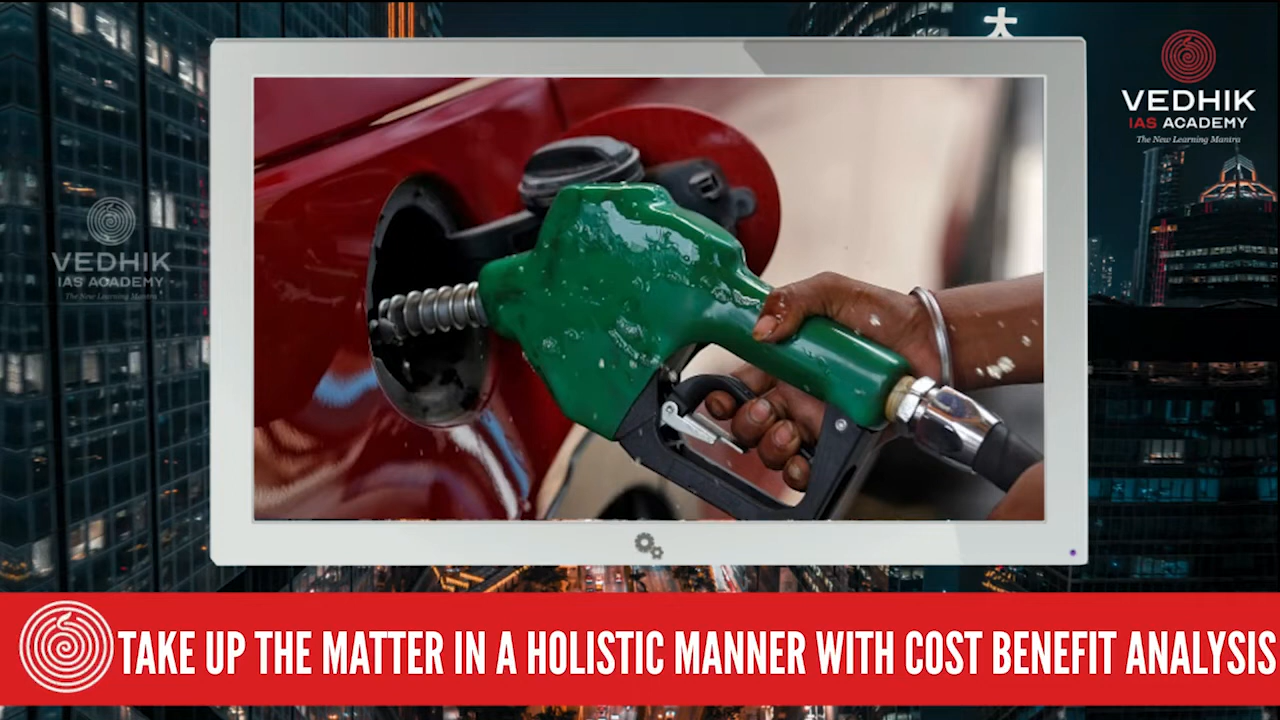 大
VEDHIK
IAS ACADEMY
The New Learning Mantra
VEDHIK
IAS ACADEMY
The New Learning Mantra
TAKE UP THE MATTER IN A HOLISTIC MANNER WITH COST BENEFIT ANALYSIS